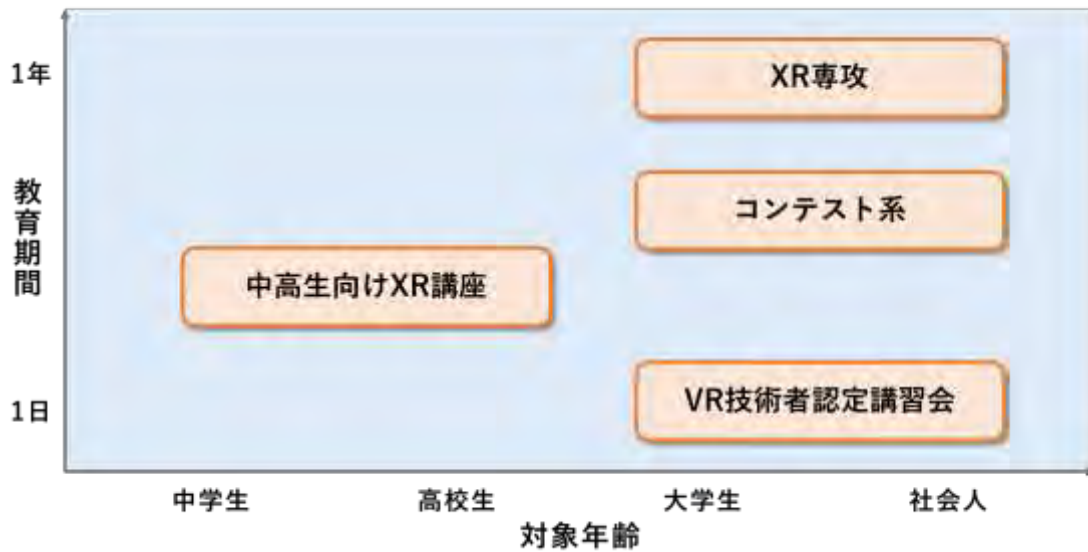 1年
XR専攻
教育期間
コンテスト系
中高生向けXR講座
1日
VR技術者認定講習会
中学生
高校生
大学生
社会人
対象年齢